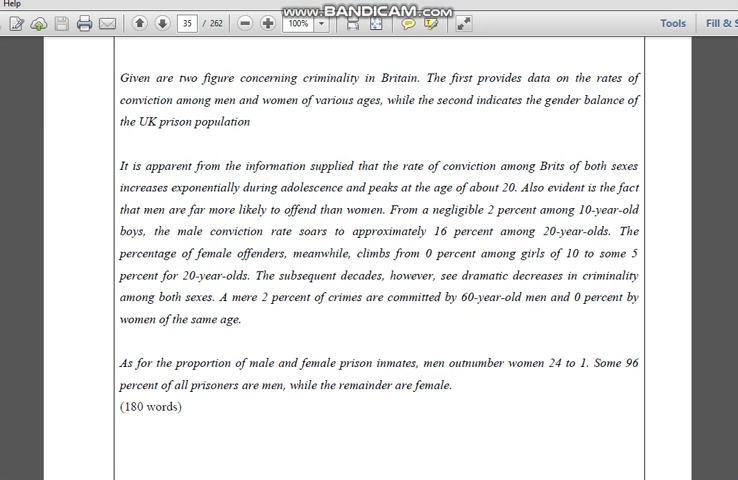 Help
www.BANDICAM.com
35 / 262
100%
Tools
Fill & S
Given are two figure concerning criminality in Britain. The first provides data on the rates of
conviction among men and women of various ages, while the second indicates the gender balance of
the UK prison population
It is apparent from the information supplied that the rate of conviction among Brits of both sexes
increases exponentially during adolescence and peaks at the age of about 20. Also evident is the fact
that men are far more likely to offend than women. From a negligible 2 percent among 10-year-old
boys, the male conviction rate soars to approximately 16 percent among 20-year-olds. The
percentage of female offenders, meanwhile, climbs from 0 percent among girls of 10 to some 5
percent for 20-year-olds. The subsequent decades, however, see dramatic decreases in criminality
among both sexes. A mere 2 percent of crimes are committed by 60-year-old men and 0 percent by
women of the same age.
As for the proportion of male and female prison inmates, men outnumber women 24 to 1. Some 96
percent of all prisoners are men, while the remainder are female.
(180 words)